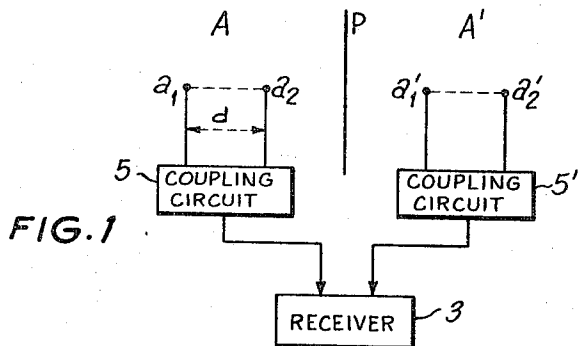 A P A'
a₁ a₂ a'₁ a'₂
d
5 COUPLING CIRCUIT COUPLING CIRCUIT 5'
FIG.1
RECEIVER 3